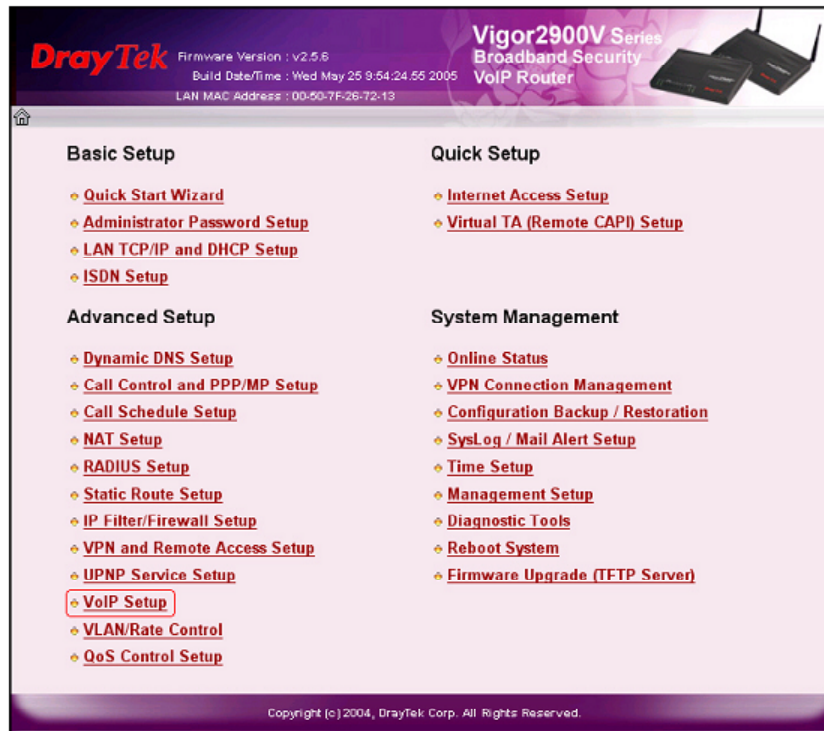 DrayTek
Firmware Version : v2.5.6
Build Date/Time : Wed May 25 9:54:24.55 2005
LAN MAC Address : 00-50-7F-26-72-13
Vigor2900V Series
Broadband Security
VoIP Router
Basic Setup
Quick Start Wizard
Administrator Password Setup
LAN TCP/IP and DHCP Setup
ISDN Setup
Quick Setup
Internet Access Setup
Virtual TA (Remote CAPI) Setup
Advanced Setup
Dynamic DNS Setup
Call Control and PPP/MP Setup
Call Schedule Setup
NAT Setup
RADIUS Setup
Static Route Setup
IP Filter/Firewall Setup
VPN and Remote Access Setup
UPNP Service Setup
VoIP Setup
VLAN/Rate Control
QoS Control Setup
System Management
Online Status
VPN Connection Management
Configuration Backup / Restoration
SysLog / Mail Alert Setup
Time Setup
Management Setup
Diagnostic Tools
Reboot System
Firmware Upgrade (TFTP Server)
Copyright (c) 2004, DrayTek Corp. All Rights Reserved.